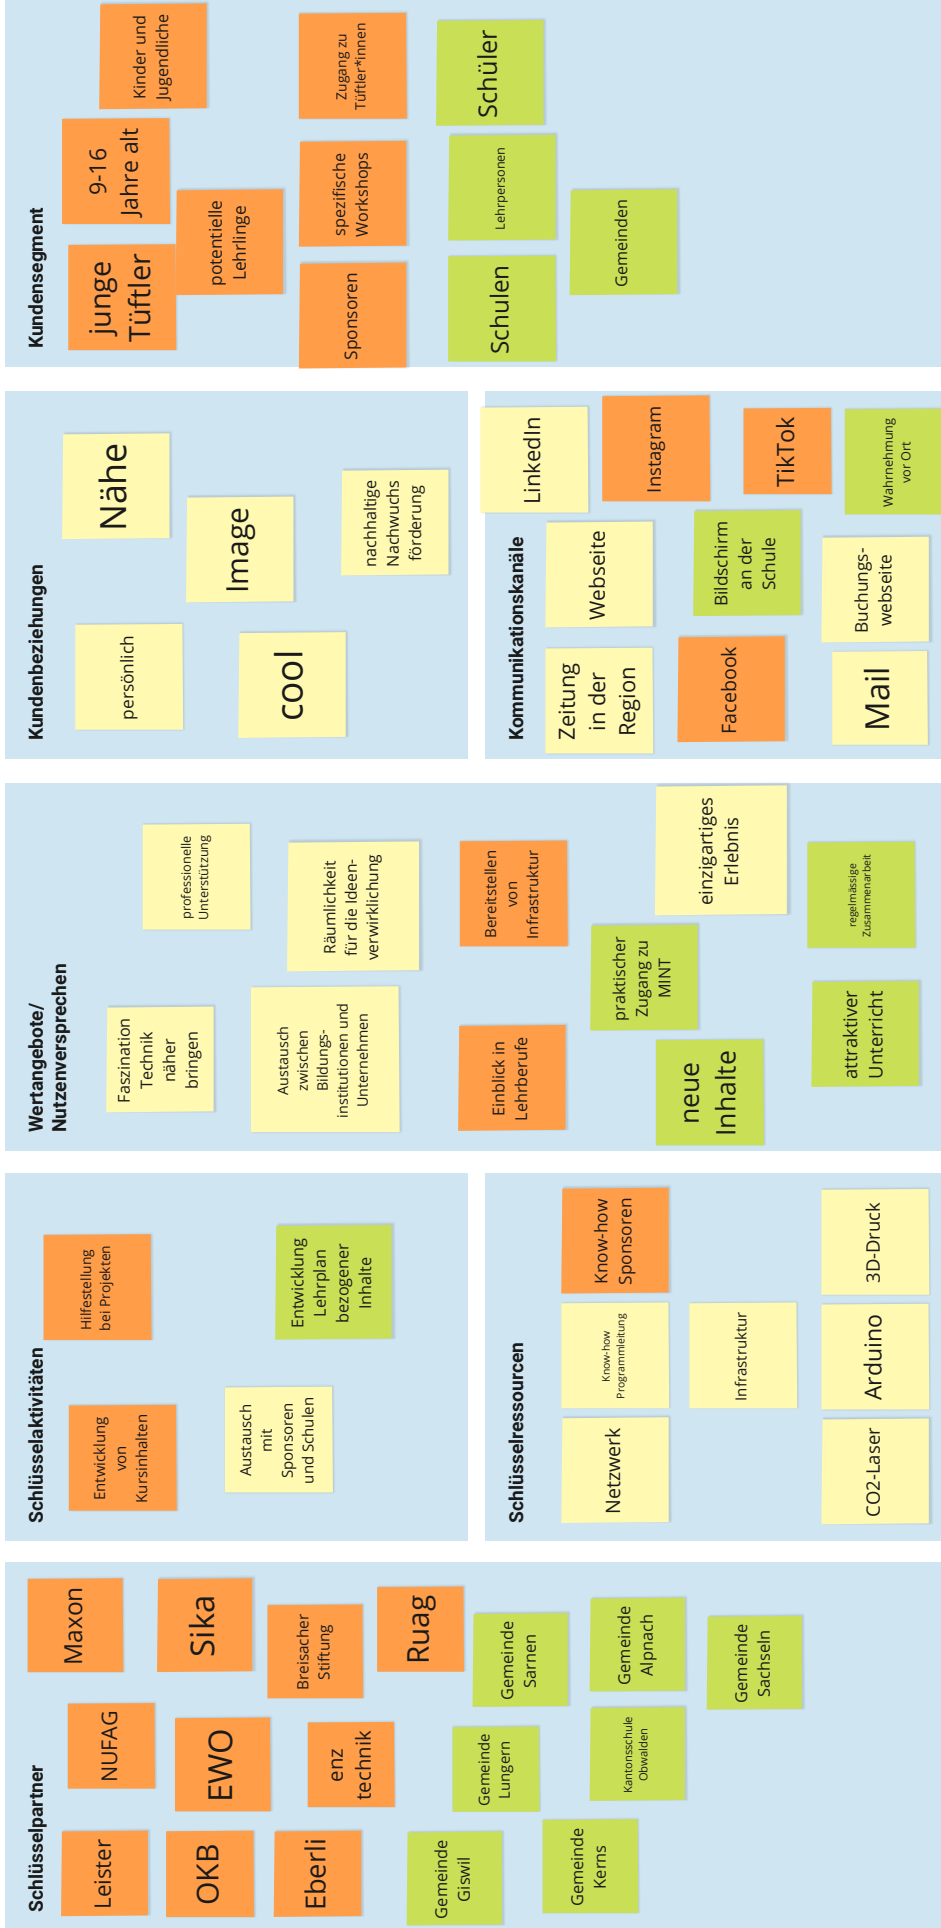 Schlüsselpartner
Leister
NUFAG
Maxon
OKB
EWO
Sika
Eberli
enz
technik
Breisacher
Stiftung
Ruag
Gemeinde
Giswil
Gemeinde
Lungern
Gemeinde
Sarnen
Gemeinde
Kerns
Kantonsschule
Obwalden
Gemeinde
Alpnach
Gemeinde
Sachseln
Schlüsselaktivitäten
Entwicklung
von
Kursinhalten
Hilfestellung
bei Projekten
Austausch
mit
Sponsoren
und Schulen
Entwicklung
Lehrplan
bezogener
Inhalte
Schlüsselressourcen
Netzwerk
Know-how
Programmleitung
Know-how
Sponsoren
Infrastruktur
CO2-Laser
Arduino
3D-Druck
Wertangebote/
Nutzenversprechen
Faszination
Technik
näher
bringen
professionelle
Unterstützung
Austausch
zwischen
Bildungs-
institutionen und
Unternehmen
Räumlichkeit
für die Ideen-
verwirklichung
Einblick in
Lehrberufe
Bereitstellen
von
Infrastruktur
praktischer
Zugang zu
MINT
neue
Inhalte
einzigartiges
Erlebnis
attraktiver
Unterricht
regelmässige
Zusammenarbeit
Kundenbeziehungen
persönlich
Nähe
Image
cool
nachhaltige
Nachwuchs
förderung
Kommunikationskanäle
Zeitung
in der
Region
Webseite
LinkedIn
Instagram
Facebook
Bildschirm
an der
Schule
TikTok
Mail
Buchungs-
webseite
Wahrnehmung
vor Ort
Kundensegment
junge
Tüftler
9-16
Jahre alt
Kinder und
Jugendliche
potentielle
Lehrlinge
Sponsoren
spezifische
Workshops
Zugang zu
Tüftler*innen
Schulen
Lehrpersonen
Schüler
Gemeinden